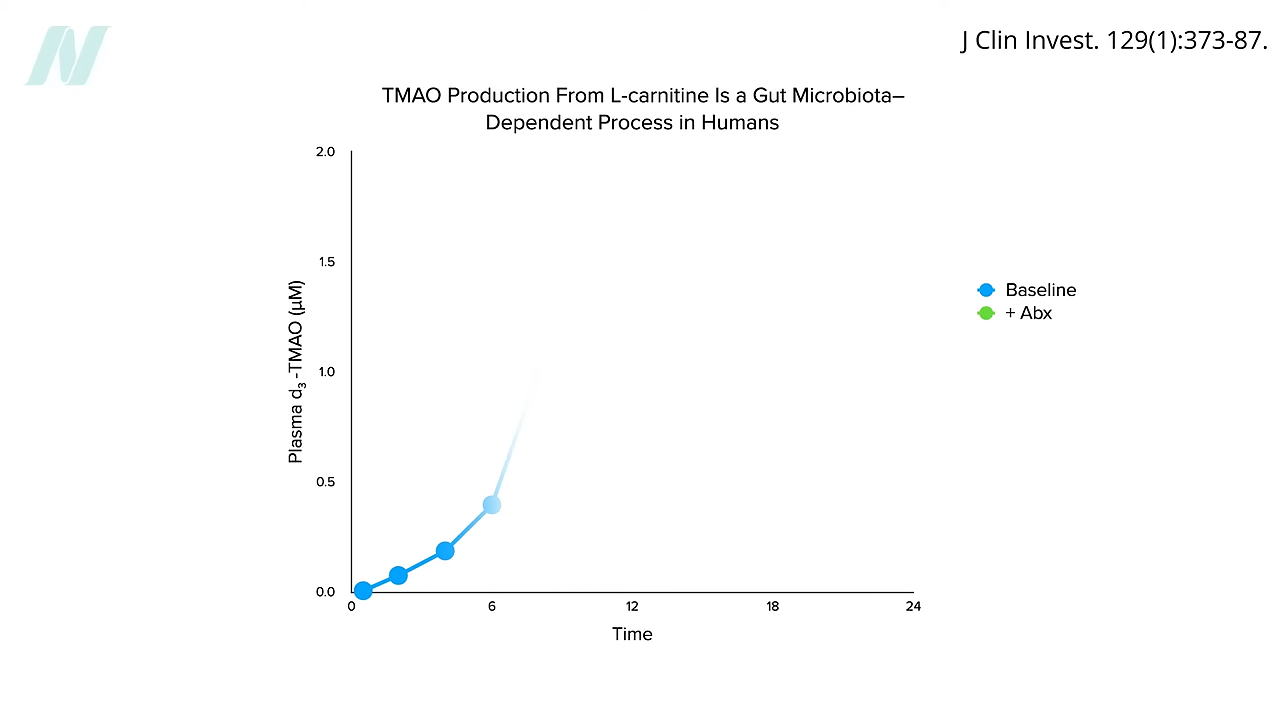 J Clin Invest. 129(1):373-87.
TMAO Production From L-carnitine Is a Gut Microbiota–
Dependent Process in Humans
2.0
1.5
1.0
0.5
0.0
Plasma d₃-TMAO (µM)
0 6 12 18 24
Time
Baseline
+ Abx